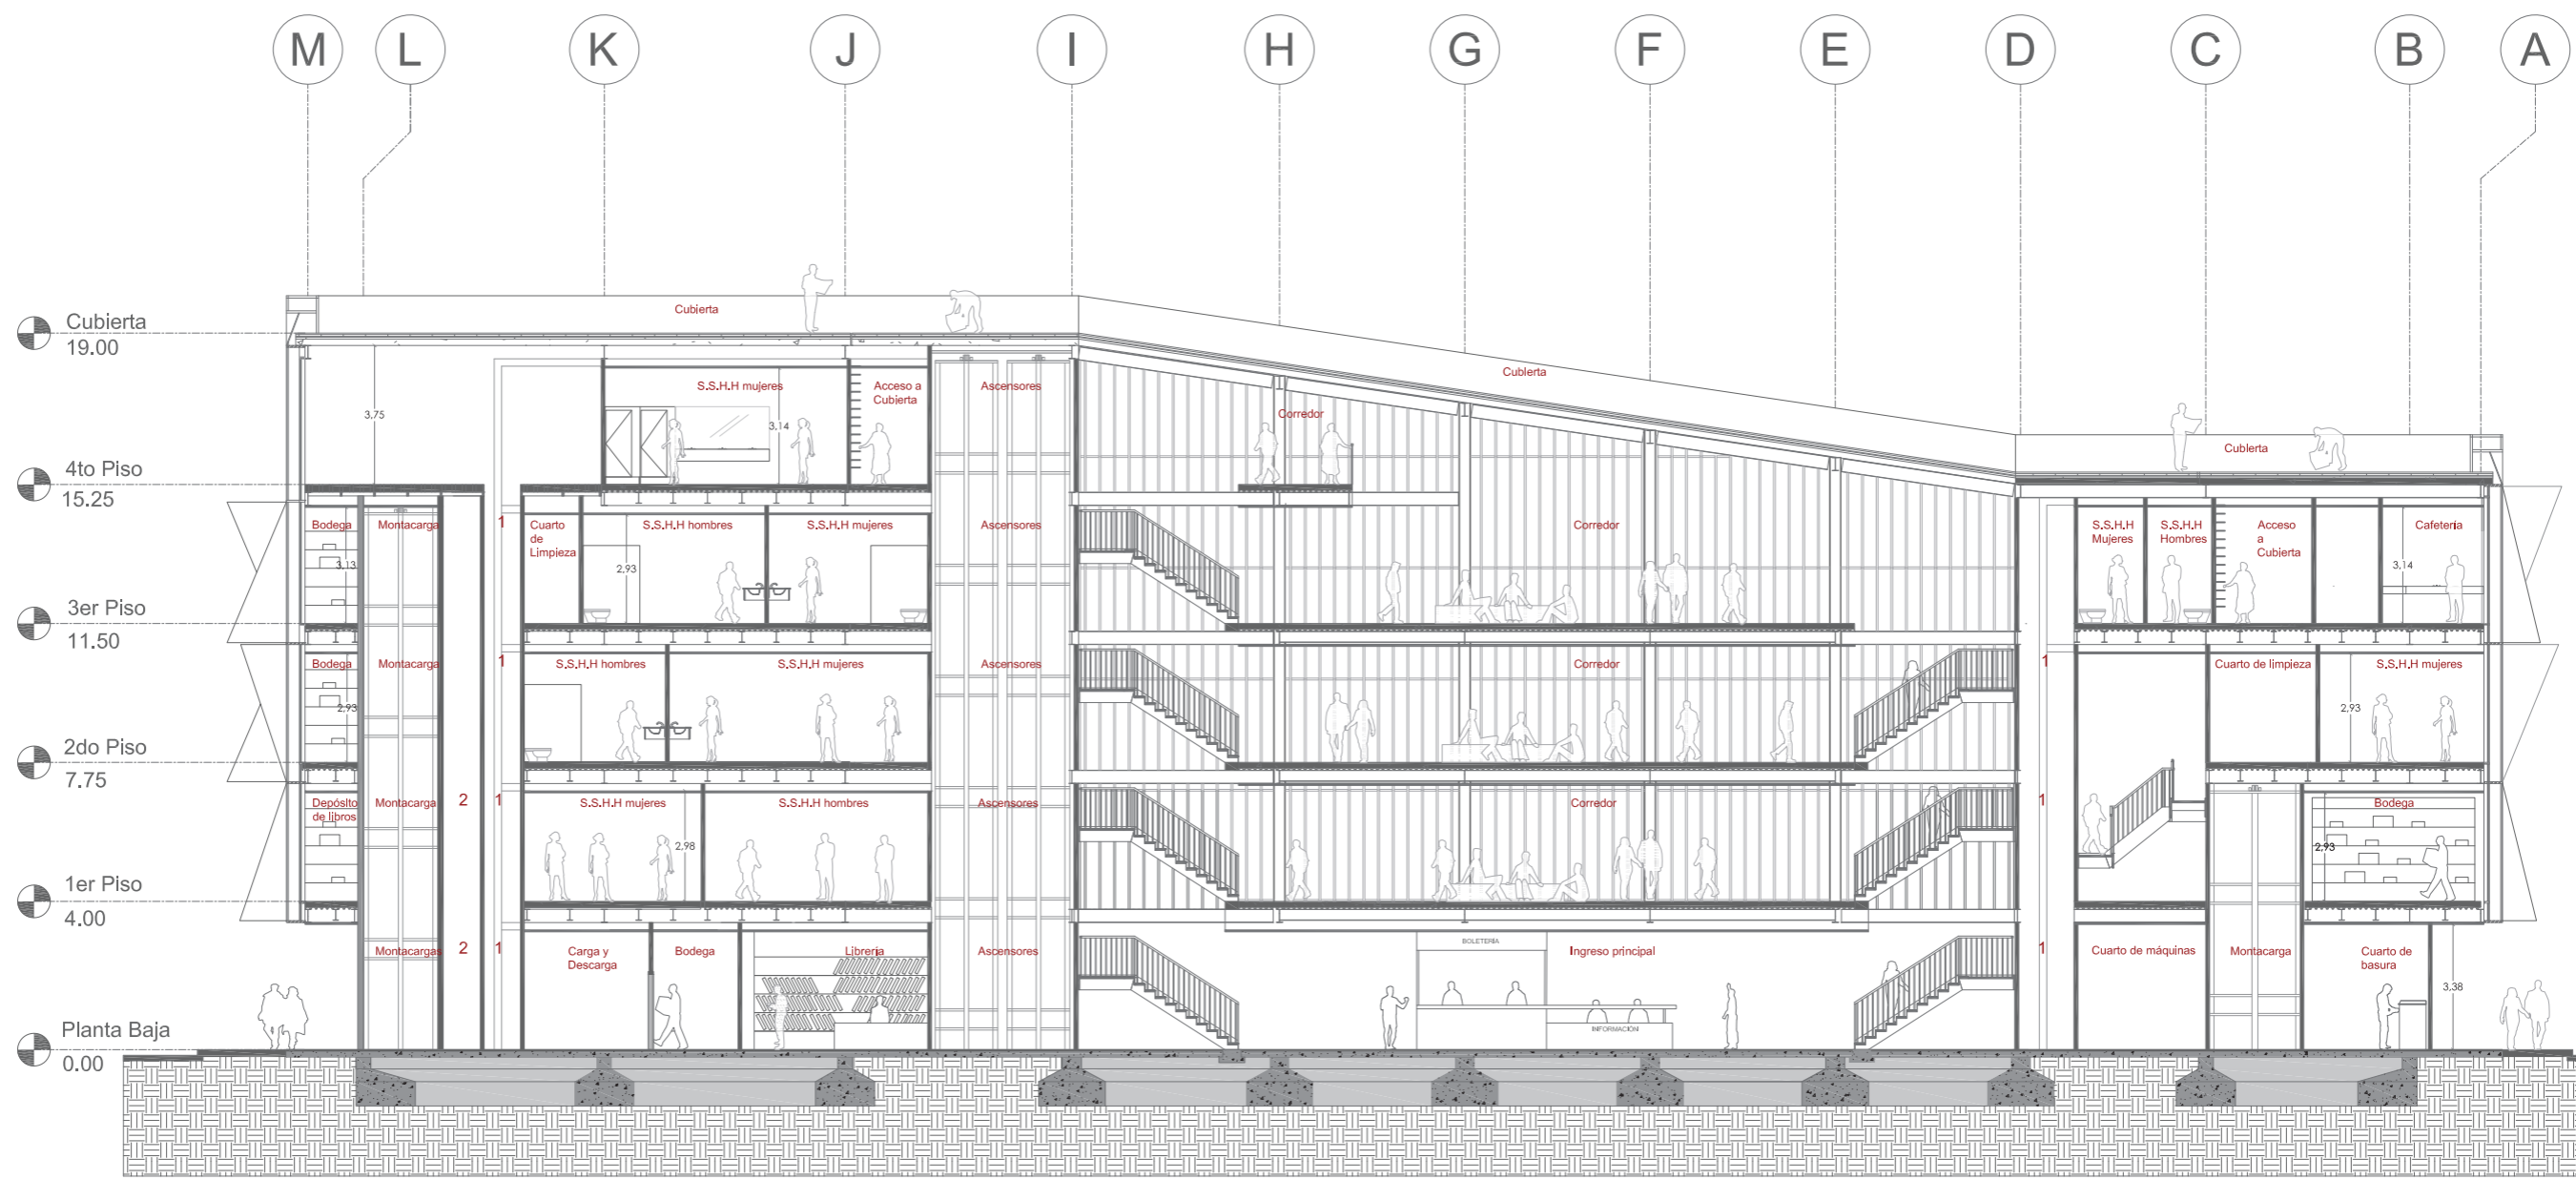 M L K J I H G F E D C B A
Cubierta
Cubierta
19.00
Cubierta
S.S.H.H mujeres
Acceso a
Cubierta
Ascensores
Corredor
3,75
3,14
Cubierta
4to Piso
15.25
Bodega
Montacarga
1
Cuarto
de
Limpieza
S.S.H.H hombres
S.S.H.H mujeres
Ascensores
Corredor
S.S.H.H
Mujeres
S.S.H.H
Hombres
Acceso
a
Cubierta
Cafetería
3,13
2,93
3,14
3er Piso
11.50
Bodega
Montacarga
1
S.S.H.H hombres
S.S.H.H mujeres
Ascensores
Corredor
1
Cuarto de limpieza
S.S.H.H mujeres
2,93
2,93
2do Piso
7.75
Depósito
de libros
Montacarga
2
1
S.S.H.H mujeres
S.S.H.H hombres
Ascensores
Corredor
1
Bodega
2,98
2,93
1er Piso
4.00
Montacargas
2
1
Carga y
Descarga
Bodega
Librería
Ascensores
BOLETERIA
Ingreso principal
1
Cuarto de máquinas
Montacarga
Cuarto de
basura
3,38
INFORMACIÓN
Planta Baja
0.00